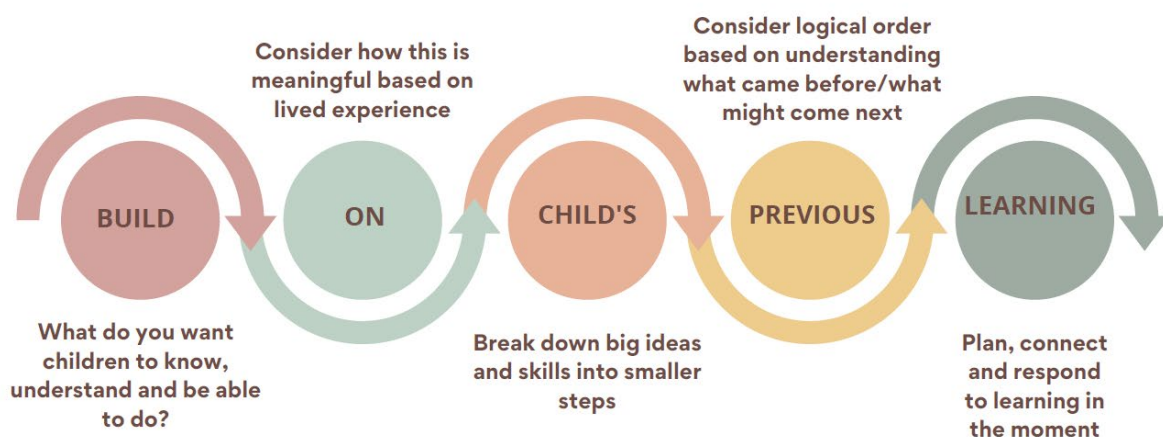 BUILD
What do you want
children to know,
understand and be able
to do?
Consider how this is
meaningful based on
lived experience
ON
CHILD'S
Break down big ideas
and skills into smaller
steps
Consider logical order
based on understanding
what came before/what
might come next
PREVIOUS
LEARNING
Plan, connect
and respond
to learning in
the moment